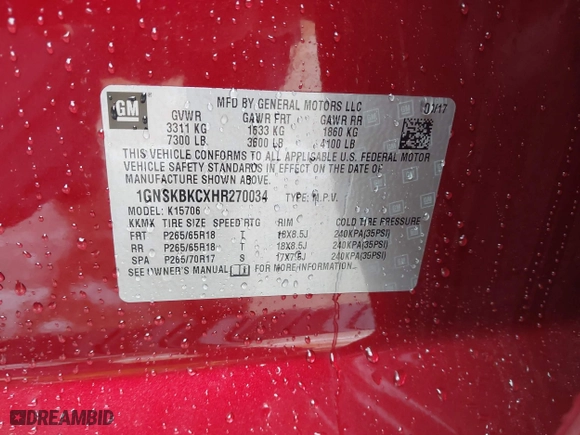 GM
MFD BY GENERAL MOTORS LLC
GVWR GAWR FRT GAWR RR
3311 KG 1633 KG 1860 KG
7300 LB 3600 LB 4100 LB
THIS VEHICLE CONFORMS TO ALL APPLICABLE U.S. FEDERAL MOTOR
VEHICLE SAFETY STANDARDS IN EFFECT ON THE DATE OF
MANUFACTURE SHOWN ABOVE.
1GNSKBKCXHR270034 TYPE: M.P.V.
MODEL: K15706
KKMX TIRE SIZE SPEED RTG RIM COLD TIRE PRESSURE
FRT P265/65R18 T 18X8.5J 240KPA(35PSI)
RR P265/65R18 T 18X8.5J 240KPA(35PSI)
SPA P265/70R17 S 17X7.5J 240KPA(35PSI)
SEE OWNER'S MANUAL FOR MORE INFORMATION.
DREAMBID